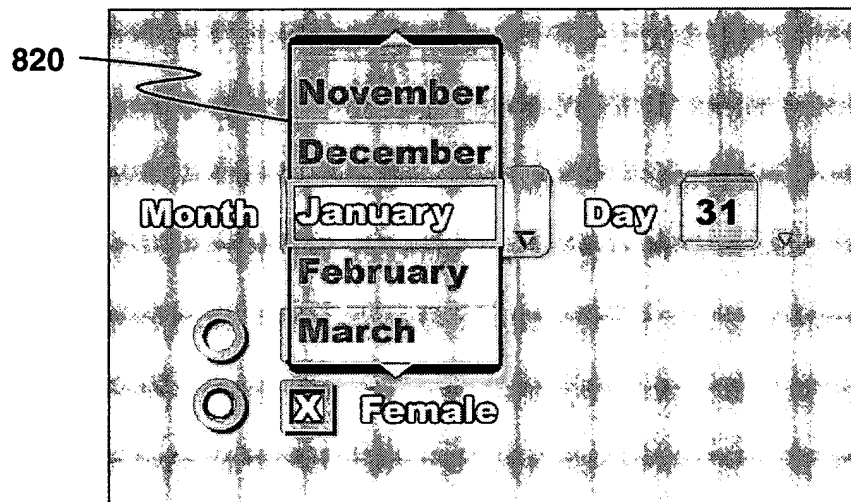 820
November
December
Month January Day 31
February
March
X Female